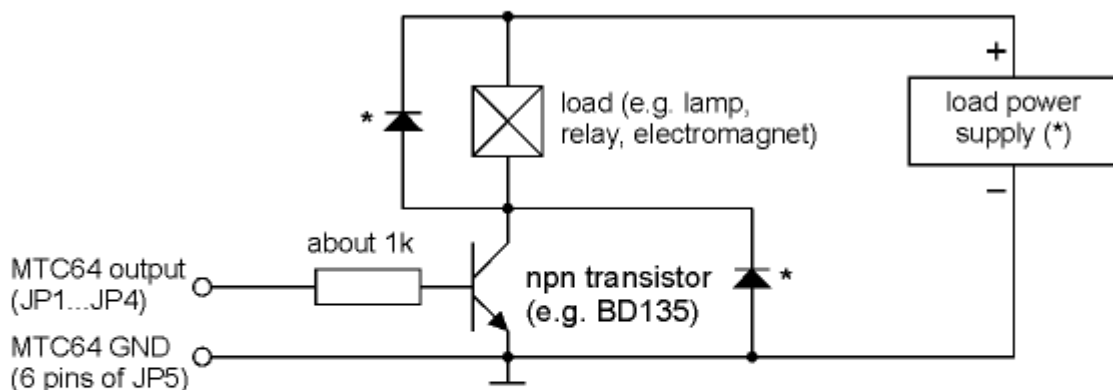 +
load (e.g. lamp,
relay, electromagnet)
*
load power
supply (*)
–
about 1k
MTC64 output
(JP1...JP4)
npn transistor
(e.g. BD135)
*
MTC64 GND
(6 pins of JP5)